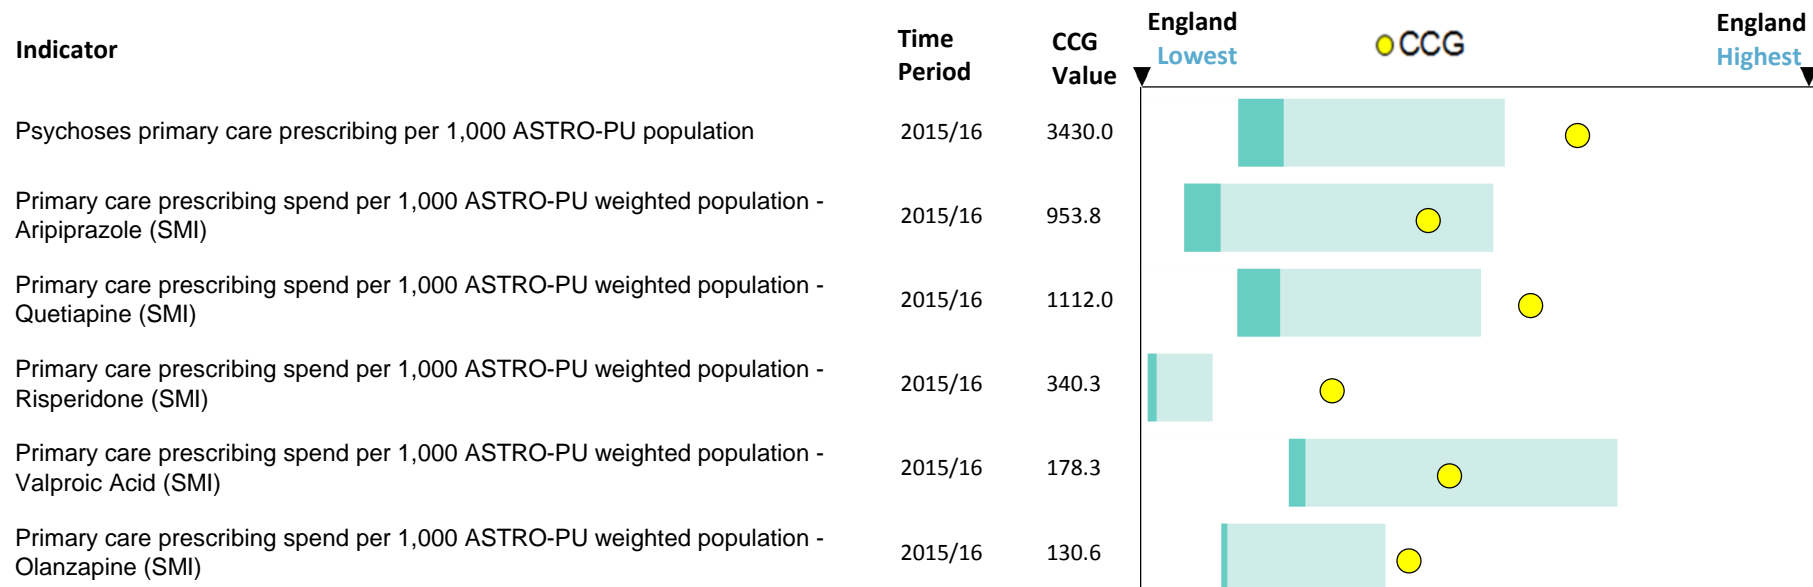 Indicator
Time
Period
CCG
Value
England
Lowest
CCG
England
Highest
Psychoses primary care prescribing per 1,000 ASTRO-PU population 2015/16 3430.0
Primary care prescribing spend per 1,000 ASTRO-PU weighted population -
Aripiprazole (SMI)
2015/16 953.8
Primary care prescribing spend per 1,000 ASTRO-PU weighted population -
Quetiapine (SMI)
2015/16 1112.0
Primary care prescribing spend per 1,000 ASTRO-PU weighted population -
Risperidone (SMI)
2015/16 340.3
Primary care prescribing spend per 1,000 ASTRO-PU weighted population -
Valproic Acid (SMI)
2015/16 178.3
Primary care prescribing spend per 1,000 ASTRO-PU weighted population -
Olanzapine (SMI)
2015/16 130.6